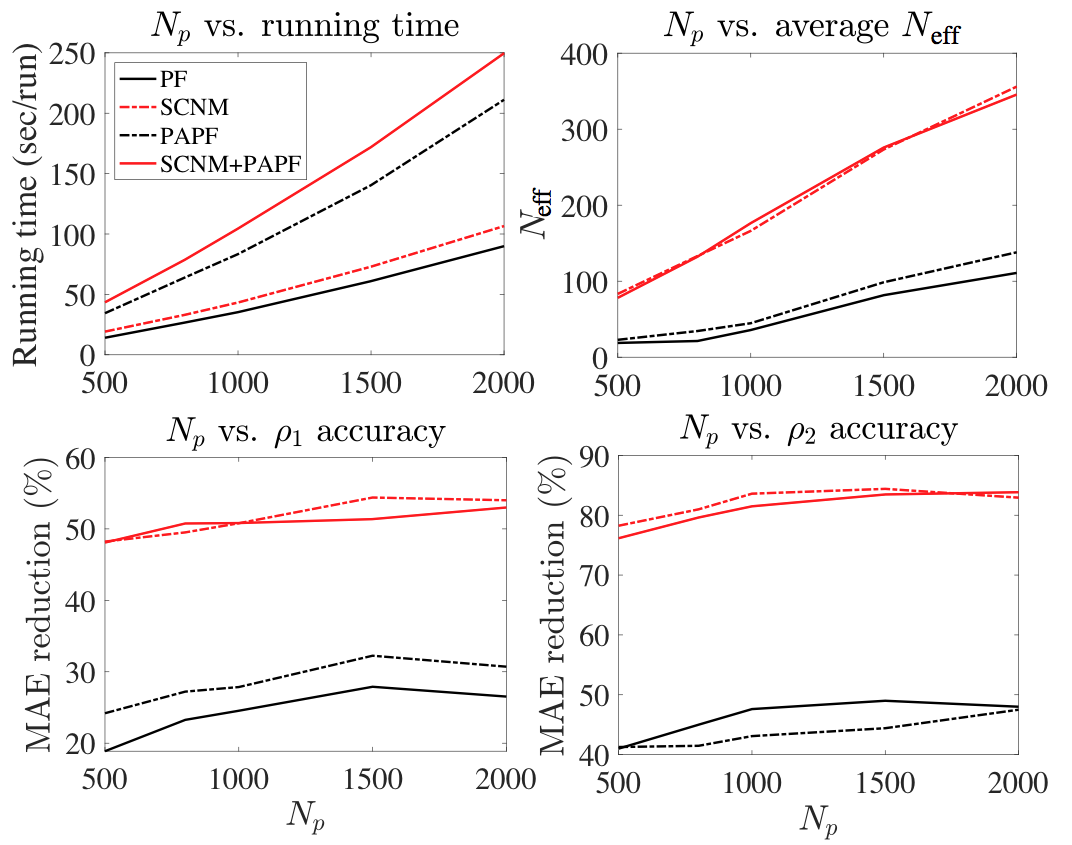 N_p vs. running time
Running time (sec/run)
250
200
150
100
50
0
PF
SCNM
PAPF
SCNM+PAPF
500 1000 1500 2000
N_p vs. average N_eff
N_eff
400
300
200
100
0
500 1000 1500 2000
N_p vs. ρ_1 accuracy
MAE reduction (%)
60
50
40
30
20
500 1000 1500 2000
N_p
N_p vs. ρ_2 accuracy
MAE reduction (%)
90
80
70
60
50
40
500 1000 1500 2000
N_p